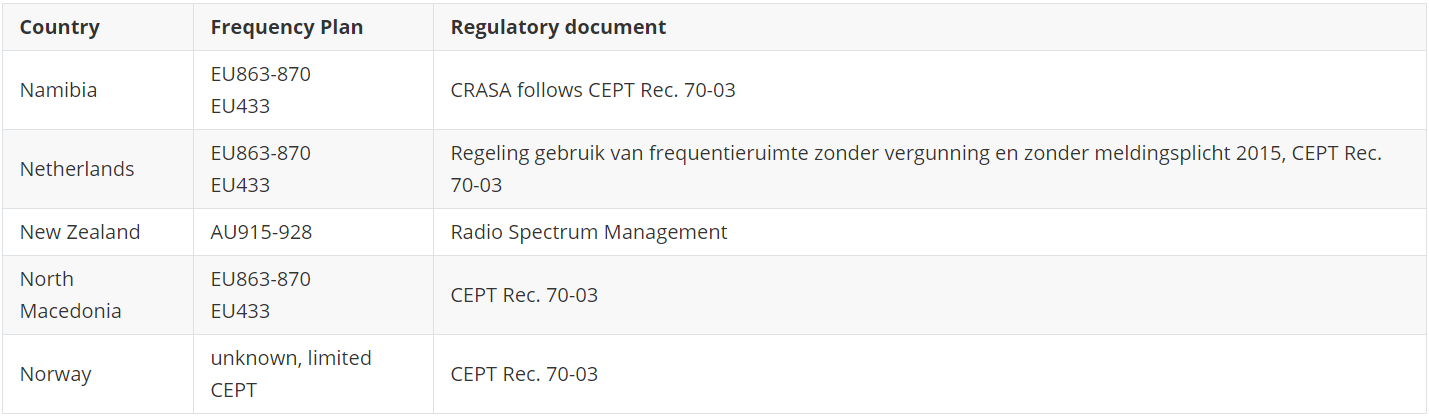 Country Frequency Plan Regulatory document
Namibia
EU863-870
EU433
CRASA follows CEPT Rec. 70-03
Netherlands
EU863-870
EU433
Regeling gebruik van frequentieruimte zonder vergunning en zonder meldingsplicht 2015, CEPT Rec.
70-03
New Zealand
AU915-928
Radio Spectrum Management
North
Macedonia
EU863-870
EU433
CEPT Rec. 70-03
Norway
unknown, limited
CEPT
CEPT Rec. 70-03